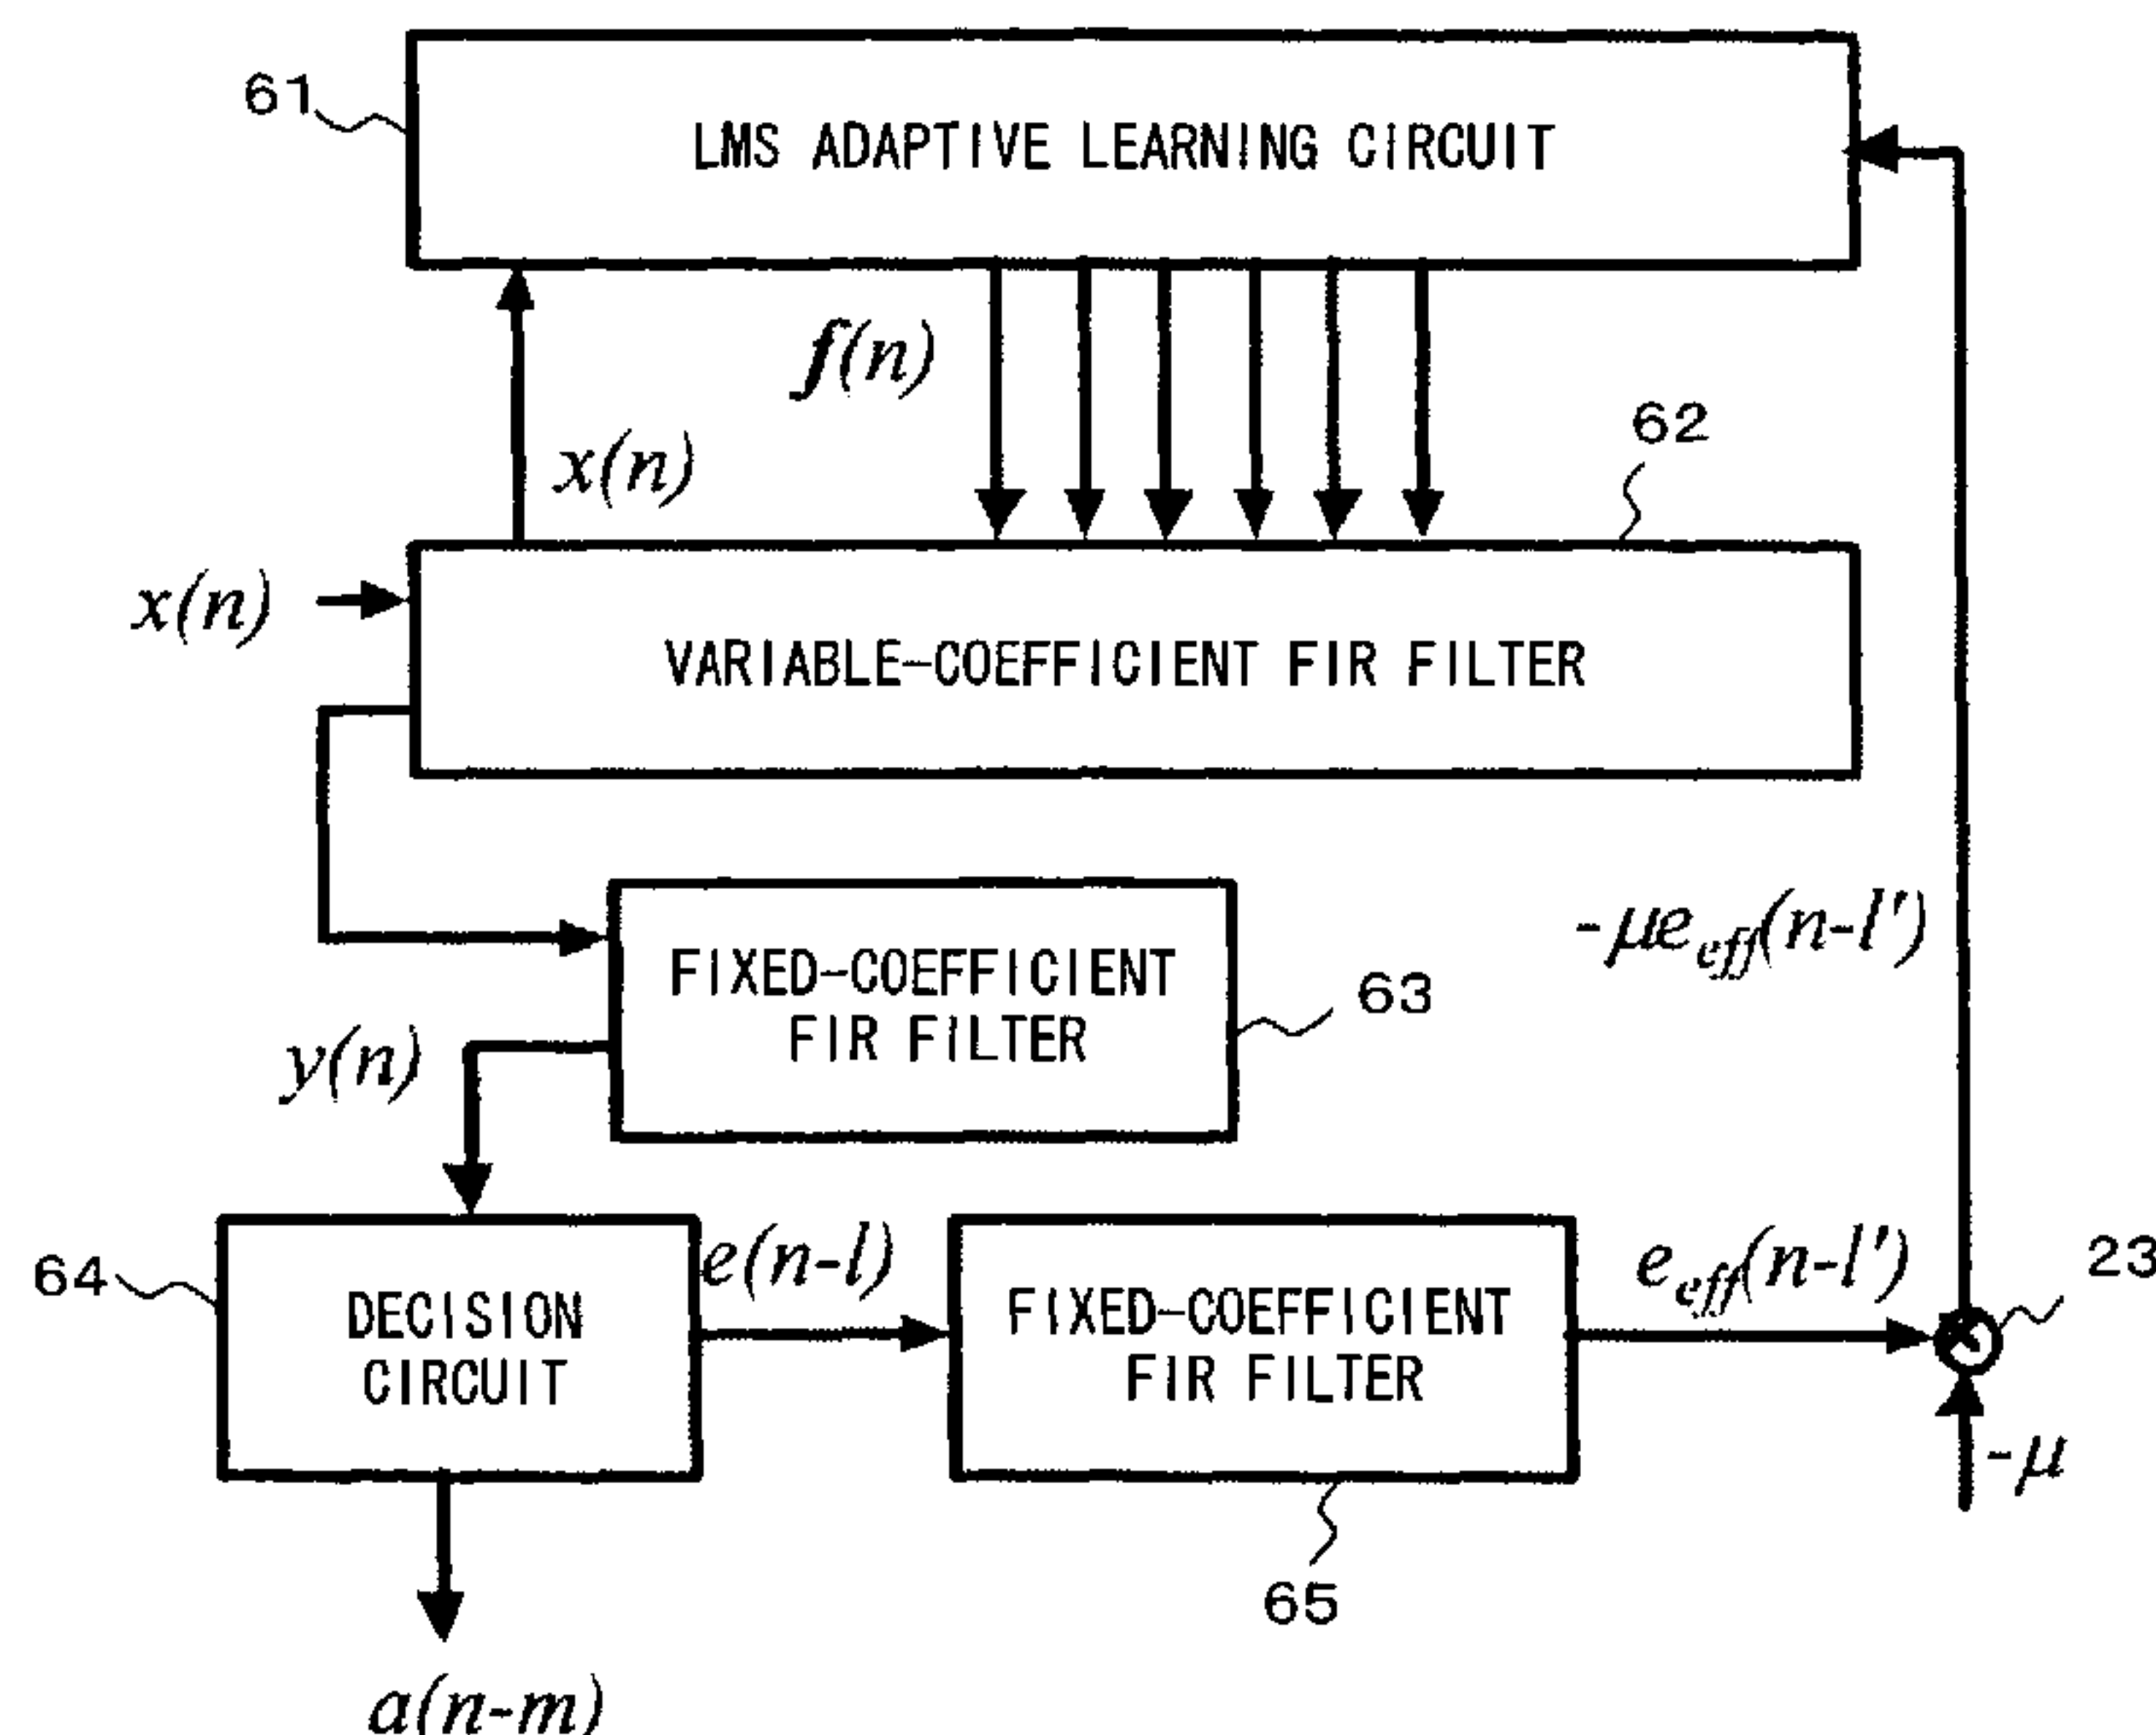 61
LMS ADAPTIVE LEARNING CIRCUIT
f(n)
x(n)
62
x(n)
VARIABLE-COEFFICIENT FIR FILTER
FIXED-COEFFICIENT
FIR FILTER
63
-μe_eff(n-l')
y(n)
64
DECISION
CIRCUIT
e(n-l)
FIXED-COEFFICIENT
FIR FILTER
e_eff(n-l')
23
-μ
65
a(n-m)